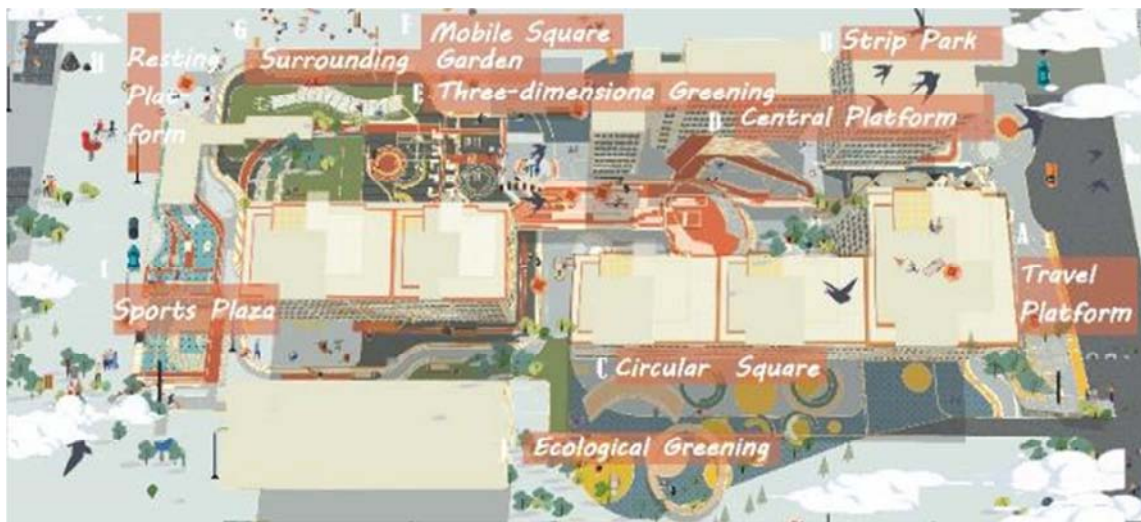 G
F
Mobile Square
Garden
B Strip Park
H Resting
Plat
form
Surrounding
E Three-dimensiona Greening
D Central Platform
A
Travel
Platform
I
Sports Plaza
C Circular Square
Ecological Greening